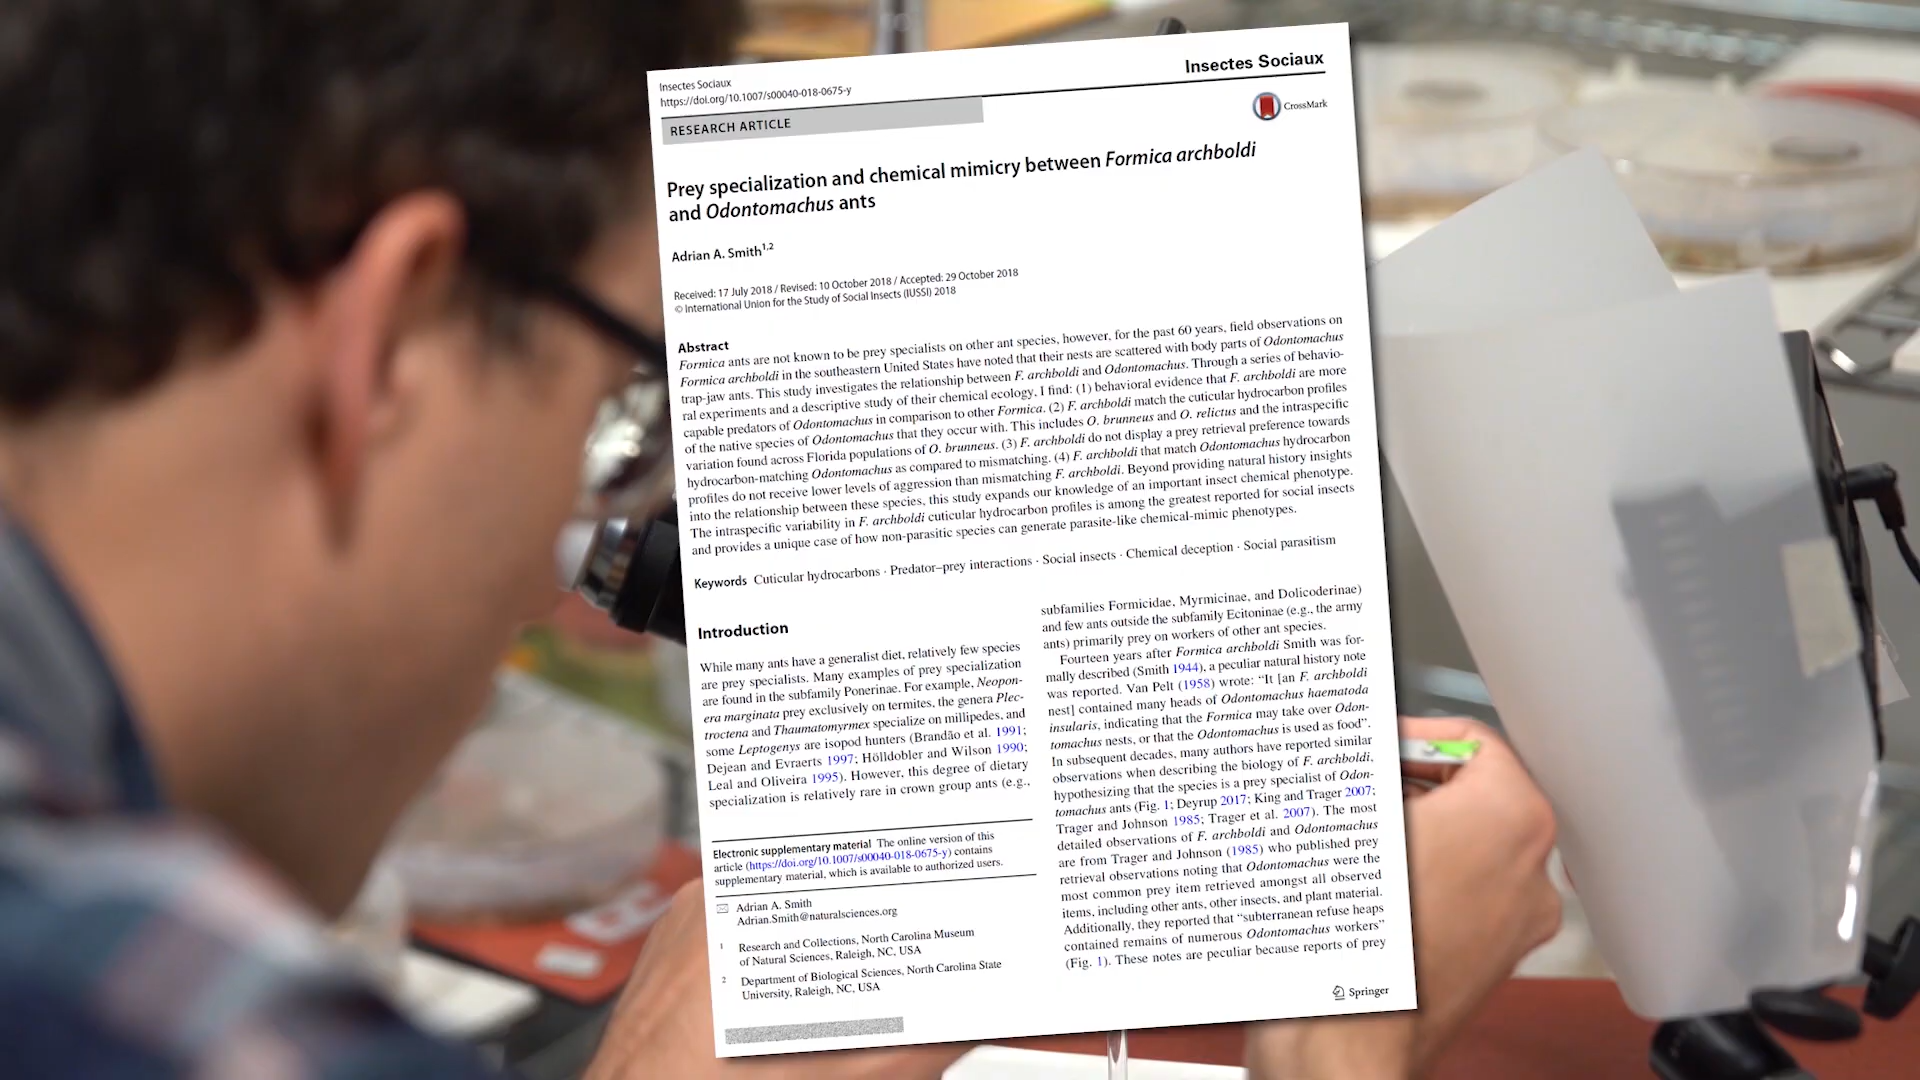 Insectes Sociaux
https://doi.org/10.1007/s00040-018-0675-y
Insectes Sociaux
RESEARCH ARTICLE
CrossMark
Prey specialization and chemical mimicry between Formica archboldi
and Odontomachus ants
Adrian A. Smith1,2
Received: 17 July 2018 / Revised: 10 October 2018 / Accepted: 29 October 2018
© International Union for the Study of Social Insects (IUSSI) 2018
Abstract
Formica ants are not known to be prey specialists on other ant species, however, for the past 60 years, field observations on
Formica archboldi in the southeastern United States have noted that their nests are scattered with body parts of Odontomachus
trap-jaw ants. This study investigates the relationship between F. archboldi and Odontomachus. Through a series of behavio-
ral experiments and a descriptive study of their chemical ecology, I find: (1) behavioral evidence that F. archboldi are more
capable predators of Odontomachus in comparison to other Formica. (2) F. archboldi match the cuticular hydrocarbon profiles
of the native species of Odontomachus that they occur with. This includes O. brunneus and O. relictus and the intraspecific
variation found across Florida populations of O. brunneus. (3) F. archboldi do not display a prey retrieval preference towards
hydrocarbon-matching Odontomachus as compared to mismatching. (4) F. archboldi that match Odontomachus hydrocarbon
profiles do not receive lower levels of aggression than mismatching F. archboldi. Beyond providing natural history insights
into the relationship between these species, this study expands our knowledge of an important insect chemical phenotype.
The intraspecific variability in F. archboldi cuticular hydrocarbon profiles is among the greatest reported for social insects
and provides a unique case of how non-parasitic species can generate parasite-like chemical-mimic phenotypes.
Keywords Cuticular hydrocarbons · Predator–prey interactions · Social insects · Chemical deception · Social parasitism
Introduction
While many ants have a generalist diet, relatively few species
are prey specialists. Many examples of prey specialization
are found in the subfamily Ponerinae. For example, Neopon-
era marginata prey exclusively on termites, the genera Plec-
troctena and Thaumatomyrmex specialize on millipedes, and
some Leptogenys are isopod hunters (Brandão et al. 1991;
Dejean and Evraerts 1997; Hölldobler and Wilson 1990;
Leal and Oliveira 1995). However, this degree of dietary
specialization is relatively rare in crown group ants (e.g.,
Electronic supplementary material The online version of this
article (https://doi.org/10.1007/s00040-018-0675-y) contains
supplementary material, which is available to authorized users.
Adrian A. Smith
Adrian.Smith@naturalsciences.org
1 Research and Collections, North Carolina Museum
of Natural Sciences, Raleigh, NC, USA
2 Department of Biological Sciences, North Carolina State
University, Raleigh, NC, USA
subfamilies Formicidae, Myrmicinae, and Dolicoderinae)
and few ants outside the subfamily Ecitoninae (e.g., the army
ants) primarily prey on workers of other ant species.
Fourteen years after Formica archboldi Smith was for-
mally described (Smith 1944), a peculiar natural history note
was reported. Van Pelt (1958) wrote: “It [an F. archboldi
nest] contained many heads of Odontomachus haematoda
insularis, indicating that the Formica may take over Odon-
tomachus nests, or that the Odontomachus is used as food”.
In subsequent decades, many authors have reported similar
observations when describing the biology of F. archboldi,
hypothesizing that the species is a prey specialist of Odon-
tomachus ants (Fig. 1; Deyrup 2017; King and Trager 2007;
Trager and Johnson 1985; Trager et al. 2007). The most
detailed observations of F. archboldi and Odontomachus
are from Trager and Johnson (1985) who published prey
retrieval observations noting that Odontomachus were the
most common prey item retrieved amongst all observed
items, including other ants, other insects, and plant material.
Additionally, they reported that “subterranean refuse heaps
contained remains of numerous Odontomachus workers”
(Fig. 1). These notes are peculiar because reports of prey
Springer